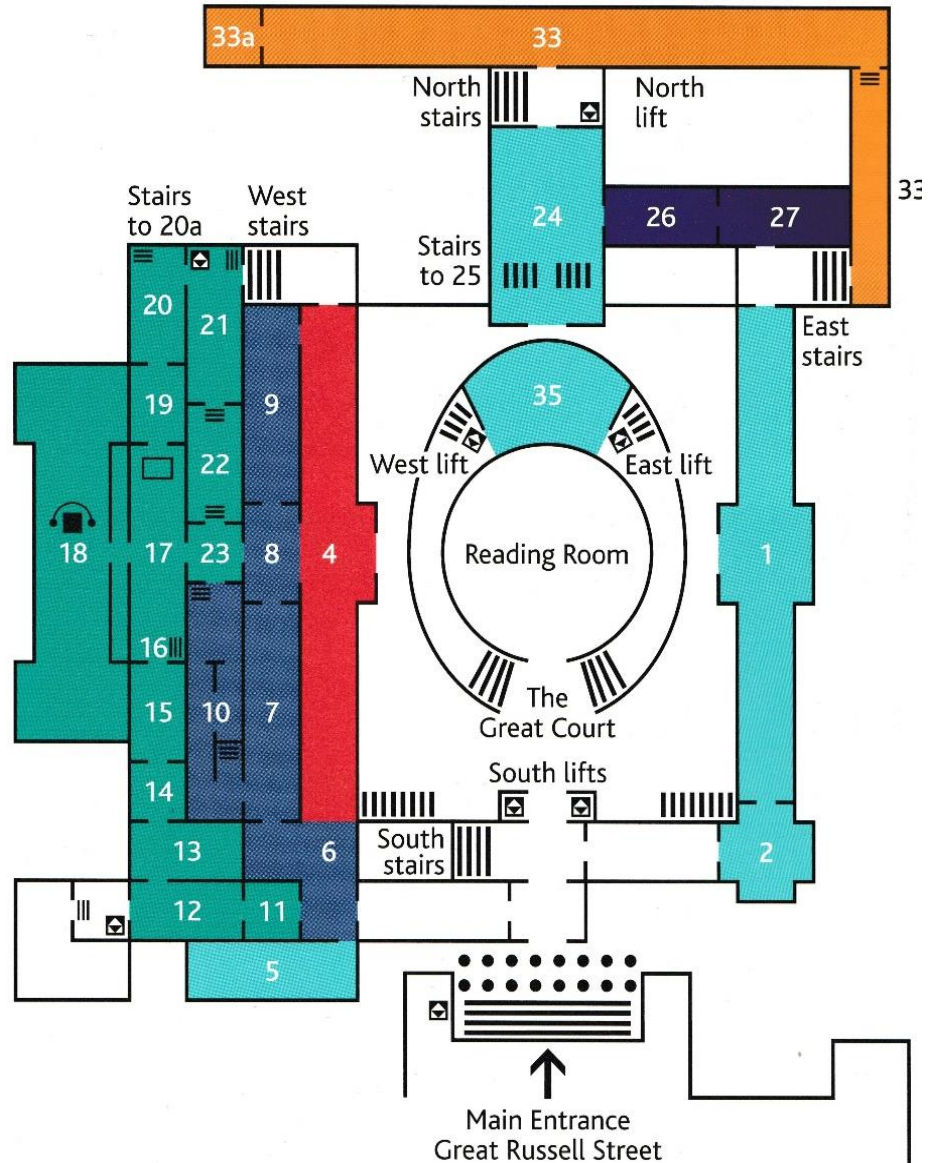 33a
33
North
stairs
North
lift
33
Stairs
to 20a
West
stairs
24
26
27
Stairs
to 25
20
21
East
stairs
19
9
35
22
West lift
East lift
18
17
23
8
4
Reading Room
1
16
15
10
7
The
Great Court
14
South lifts
13
6
South
stairs
2
12
11
5
Main Entrance
Great Russell Street